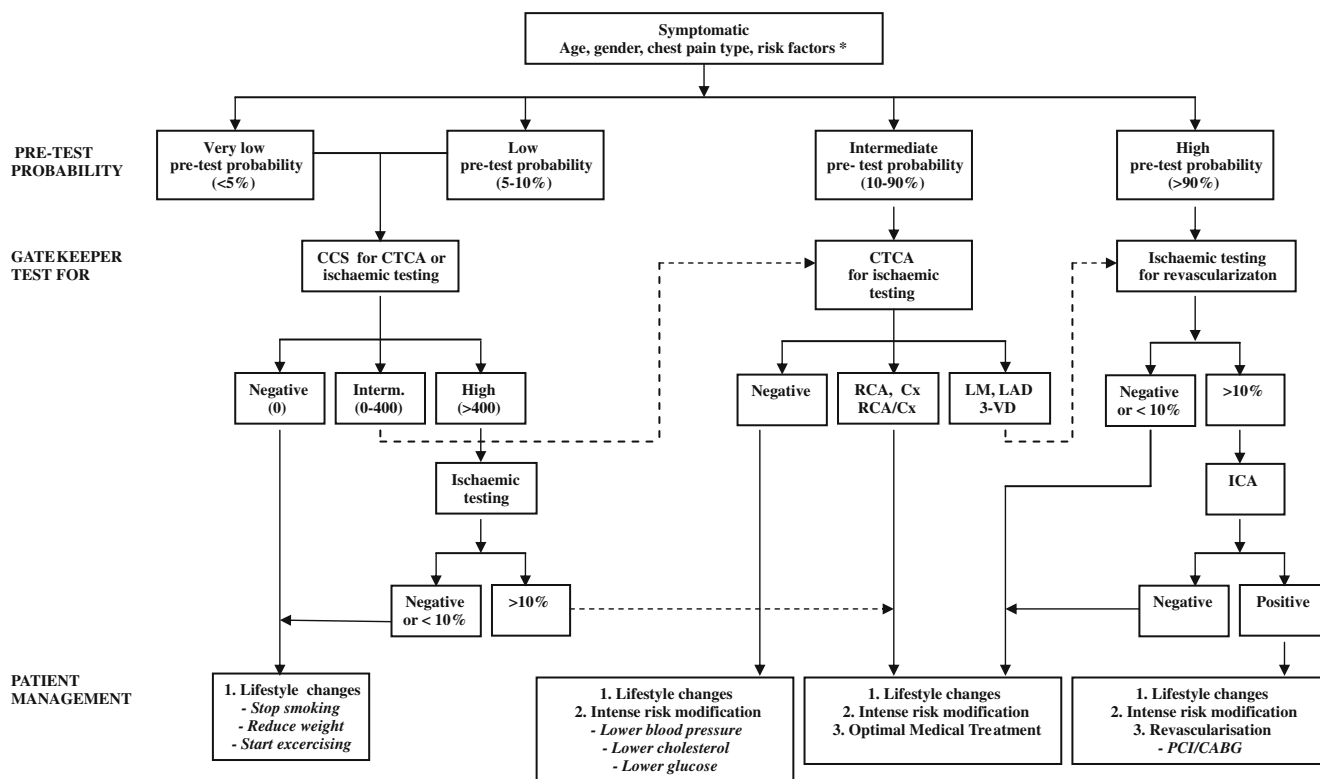 Symptomatic
Age, gender, chest pain type, risk factors *
PRE-TEST
PROBABILITY
Very low
pre-test probability
(<5%)
Low
pre-test probability
(5-10%)
Intermediate
pre- test probability
(10-90%)
High
pre-test probability
(>90%)
GATEKEEPER
TEST FOR
CCS for CTCA or
ischaemic testing
CTCA
for ischaemic
testing
Ischaemic testing
for revascularizaton
Negative
(0)
Interm.
(0-400)
High
(>400)
Negative
RCA, Cx
RCA/Cx
LM, LAD
3-VD
Negative
or < 10%
>10%
Ischaemic
testing
ICA
Negative
or < 10%
>10%
Negative
Positive
PATIENT
MANAGEMENT
1. Lifestyle changes
- Stop smoking
- Reduce weight
- Start excercising
1. Lifestyle changes
2. Intense risk modification
- Lower blood pressure
- Lower cholesterol
- Lower glucose
1. Lifestyle changes
2. Intense risk modification
3. Optimal Medical Treatment
1. Lifestyle changes
2. Intense risk modification
3. Revascularisation
- PCI/CABG